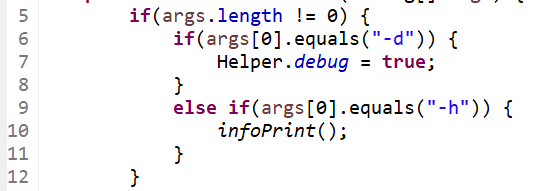 5 if(args.length != 0) {
6 if(args[0].equals("-d")) {
7 Helper.debug = true;
8 }
9 else if(args[0].equals("-h")) {
10 infoPrint();
11 }
12 }